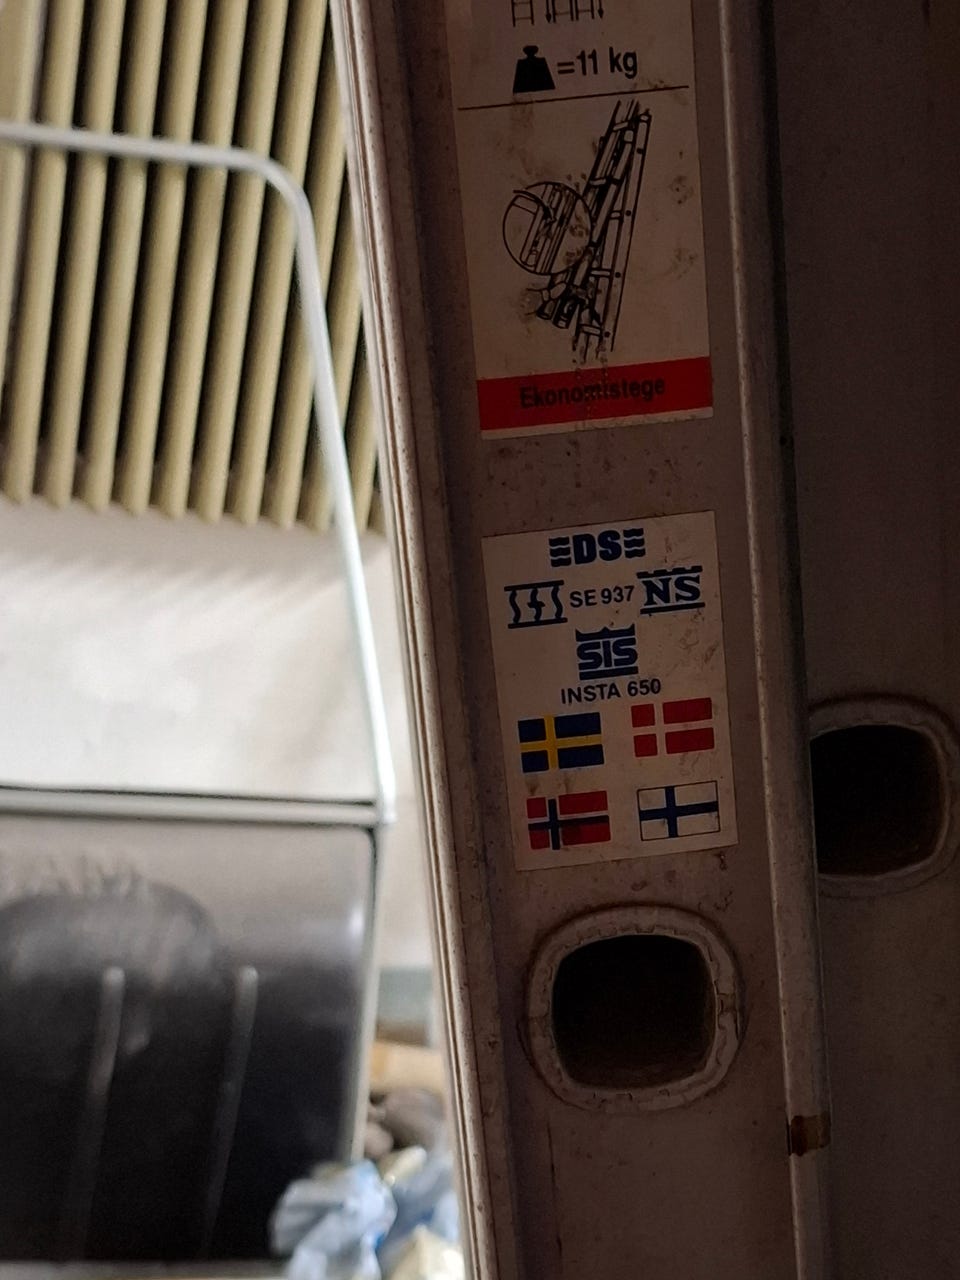 =11 kg
Ekonomistege
DS
SE 937 NS
SIS
INSTA 650